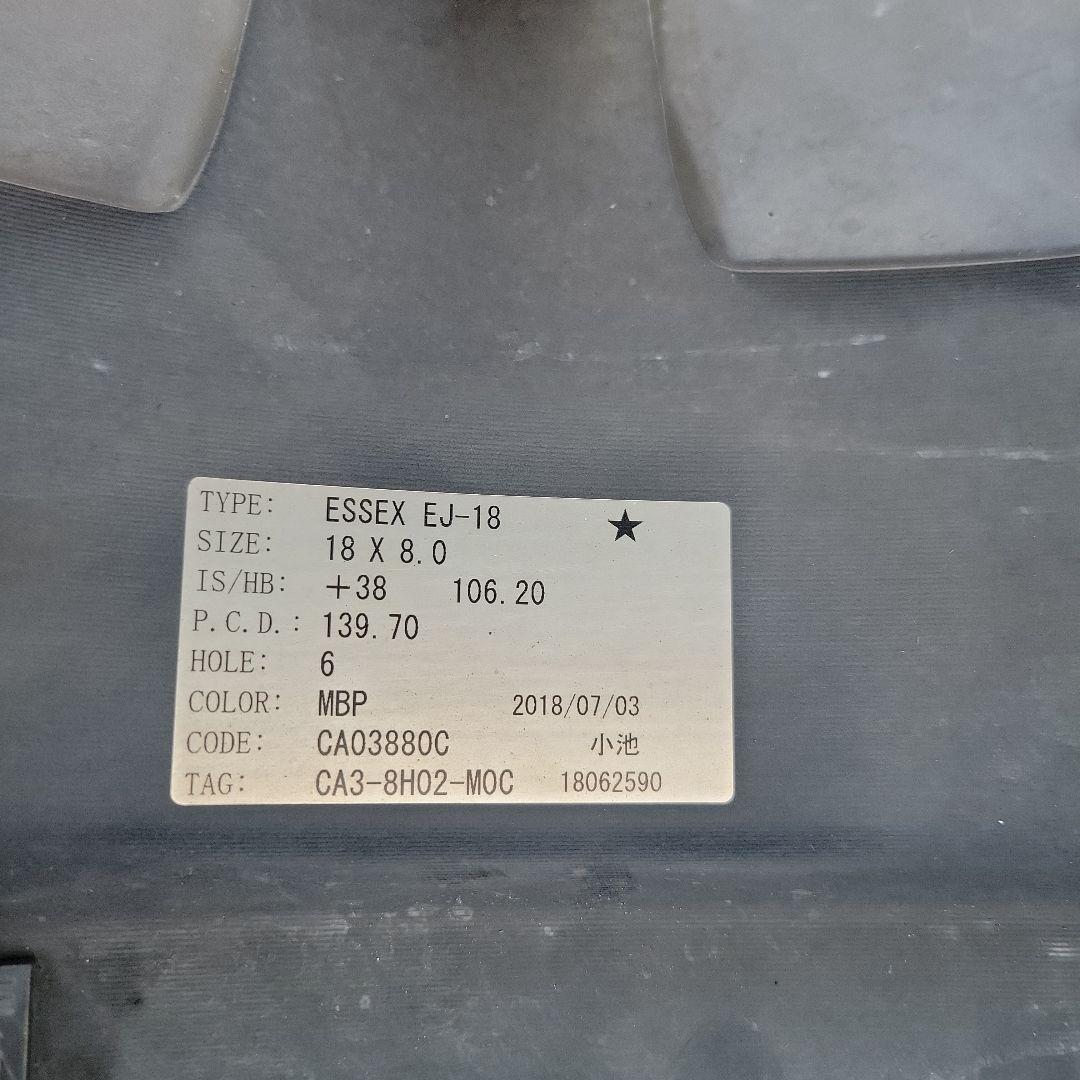 TYPE: ESSEX EJ-18 ★
SIZE: 18 X 8.0
IS/HB: +38 106.20
P.C.D.: 139.70
HOLE: 6
COLOR: MBP 2018/07/03
CODE: CA03880C 小池
TAG: CA3-8H02-M0C 18062590